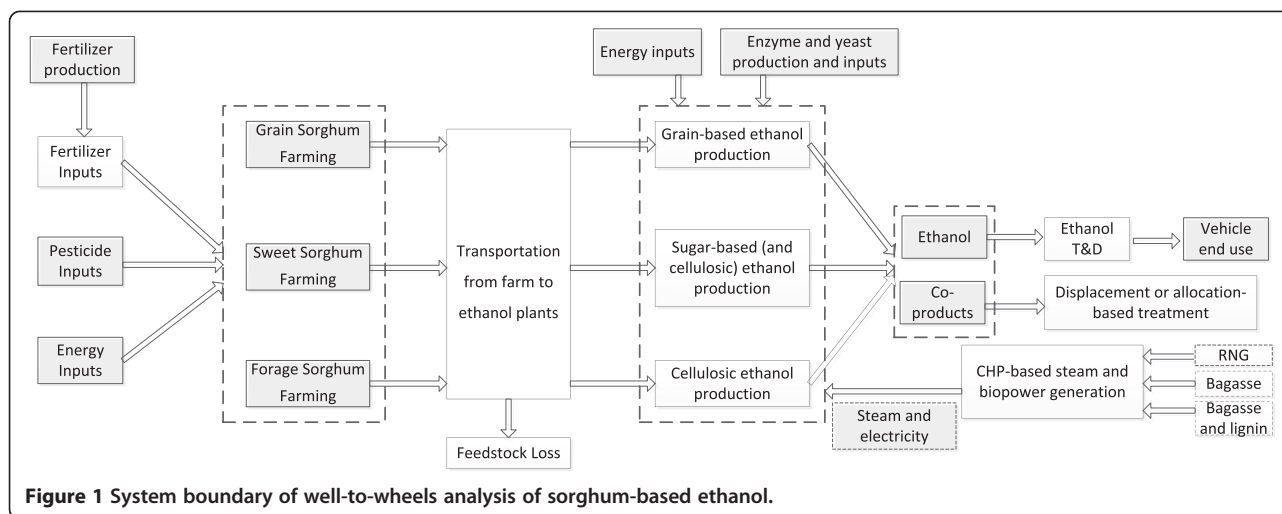 Fertilizer
production
Fertilizer
Inputs
Pesticide
Inputs
Energy
Inputs
Grain Sorghum
Farming
Sweet Sorghum
Farming
Forage Sorghum
Farming
Transportation
from farm to
ethanol plants
Feedstock Loss
Energy inputs
Enzyme and yeast
production and inputs
Grain-based ethanol
production
Sugar-based (and
cellulosic) ethanol
production
Cellulosic ethanol
production
Ethanol
Co-
products
Ethanol
T&D
Vehicle
end use
Displacement or allocation-
based treatment
CHP-based steam and
biopower generation
RNG
Bagasse
Bagasse
and lignin
Steam and
electricity
Figure 1 System boundary of well-to-wheels analysis of sorghum-based ethanol.